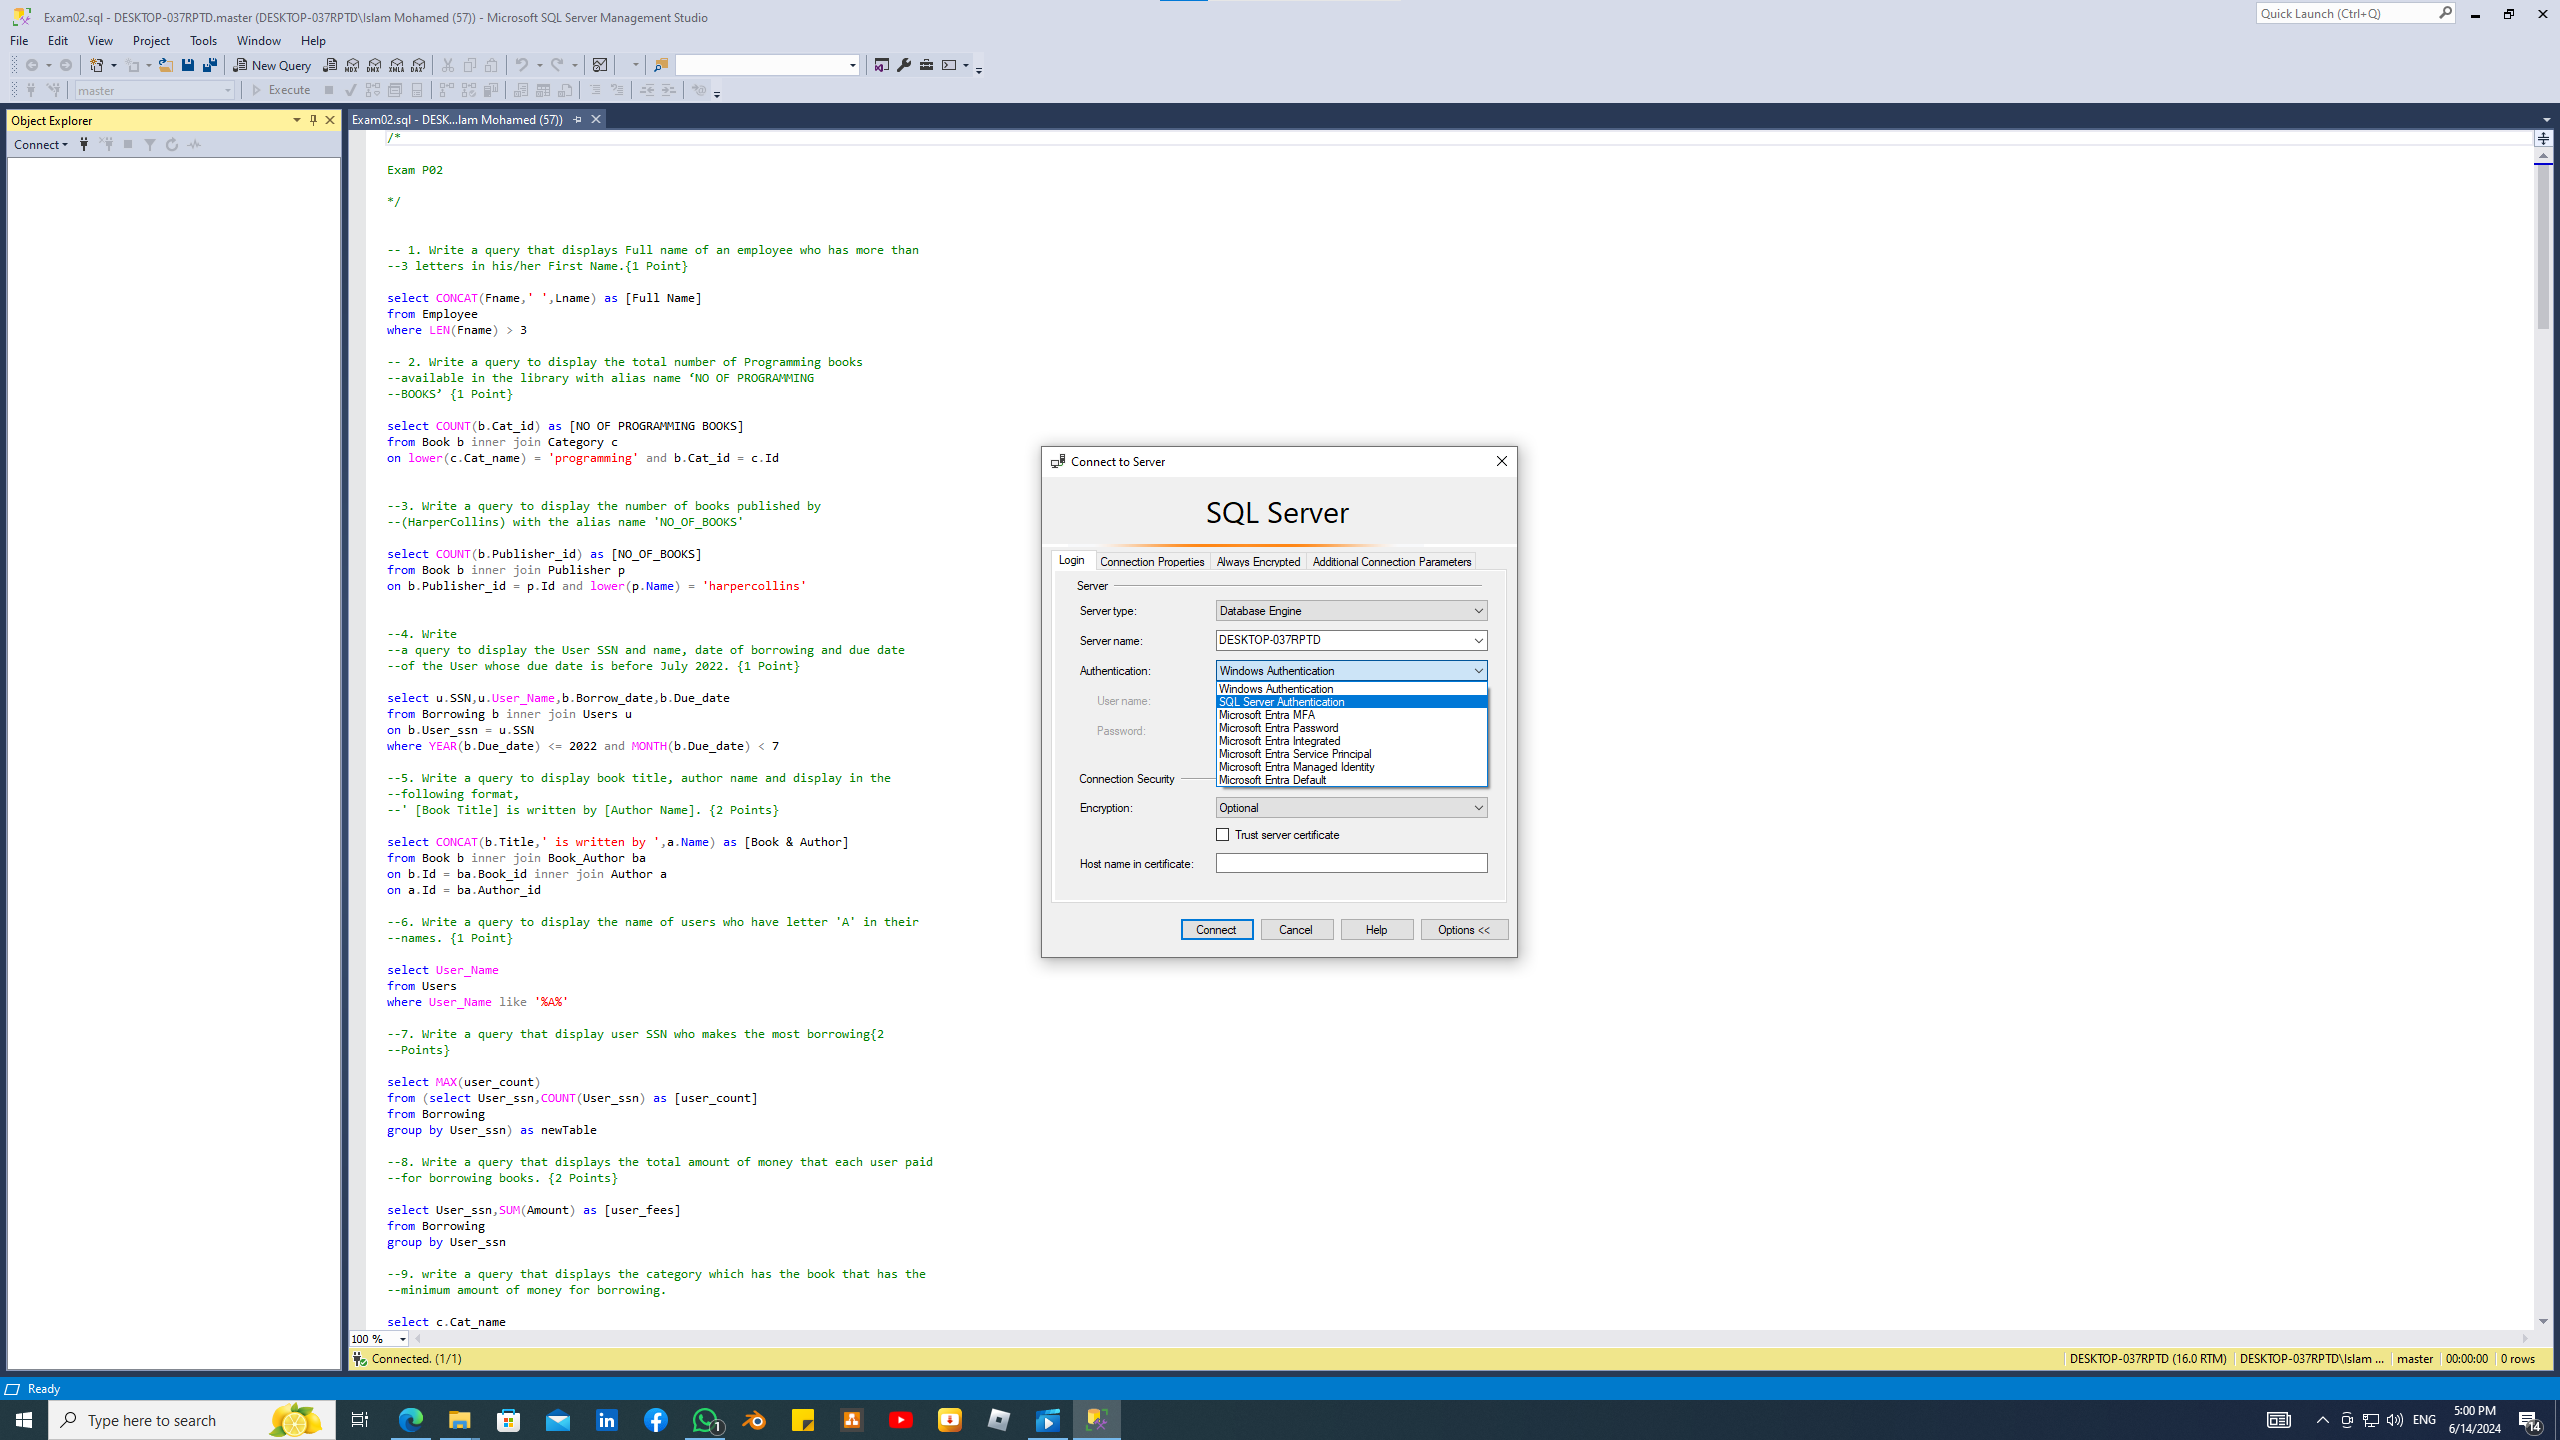 Exam02.sql - DESKTOP-037RPTD.master (DESKTOP-037RPTD\Islam Mohamed (57)) - Microsoft SQL Server Management Studio
Quick Launch (Ctrl+Q)
File Edit View Project Tools Window Help
New Query MDX DMX XMLA DAX
master Execute
Object Explorer
Exam02.sql - DESK...lam Mohamed (57))
Connect
/*
Exam P02
*/
-- 1. Write a query that displays Full name of an employee who has more than
--3 letters in his/her First Name.{1 Point}
select CONCAT(Fname,' ',Lname) as [Full Name]
from Employee
where LEN(Fname) > 3
-- 2. Write a query to display the total number of Programming books
--available in the library with alias name ‘NO OF PROGRAMMING
--BOOKS’ {1 Point}
select COUNT(b.Cat_id) as [NO OF PROGRAMMING BOOKS]
from Book b inner join Category c
on lower(c.Cat_name) = 'programming' and b.Cat_id = c.Id
--3. Write a query to display the number of books published by
--(HarperCollins) with the alias name 'NO_OF_BOOKS'
select COUNT(b.Publisher_id) as [NO_OF_BOOKS]
from Book b inner join Publisher p
on b.Publisher_id = p.Id and lower(p.Name) = 'harpercollins'
--4. Write
--a query to display the User SSN and name, date of borrowing and due date
--of the User whose due date is before July 2022. {1 Point}
select u.SSN,u.User_Name,b.Borrow_date,b.Due_date
from Borrowing b inner join Users u
on b.User_ssn = u.SSN
where YEAR(b.Due_date) <= 2022 and MONTH(b.Due_date) < 7
--5. Write a query to display book title, author name and display in the
--following format,
--' [Book Title] is written by [Author Name]. {2 Points}
select CONCAT(b.Title,' is written by ',a.Name) as [Book & Author]
from Book b inner join Book_Author ba
on b.Id = ba.Book_id inner join Author a
on a.Id = ba.Author_id
--6. Write a query to display the name of users who have letter 'A' in their
--names. {1 Point}
select User_Name
from Users
where User_Name like '%A%'
--7. Write a query that display user SSN who makes the most borrowing{2
--Points}
select MAX(user_count)
from (select User_ssn,COUNT(User_ssn) as [user_count]
from Borrowing
group by User_ssn) as newTable
--8. Write a query that displays the total amount of money that each user paid
--for borrowing books. {2 Points}
select User_ssn,SUM(Amount) as [user_fees]
from Borrowing
group by User_ssn
--9. write a query that displays the category which has the book that has the
--minimum amount of money for borrowing.
select c.Cat_name
Connect to Server
SQL Server
Login Connection Properties Always Encrypted Additional Connection Parameters
Server
Server type: Database Engine
Server name: DESKTOP-037RPTD
Authentication: Windows Authentication
Windows Authentication
User name: SQL Server Authentication
Microsoft Entra MFA
Password: Microsoft Entra Password
Microsoft Entra Integrated
Microsoft Entra Service Principal
Microsoft Entra Managed Identity
Connection Security Microsoft Entra Default
Encryption: Optional
Trust server certificate
Host name in certificate:
Connect Cancel Help Options <<
100 %
Connected. (1/1)
DESKTOP-037RPTD (16.0 RTM) DESKTOP-037RPTD\Islam ... master 00:00:00 0 rows
Ready
Type here to search
1
ENG
5:00 PM
6/14/2024
14